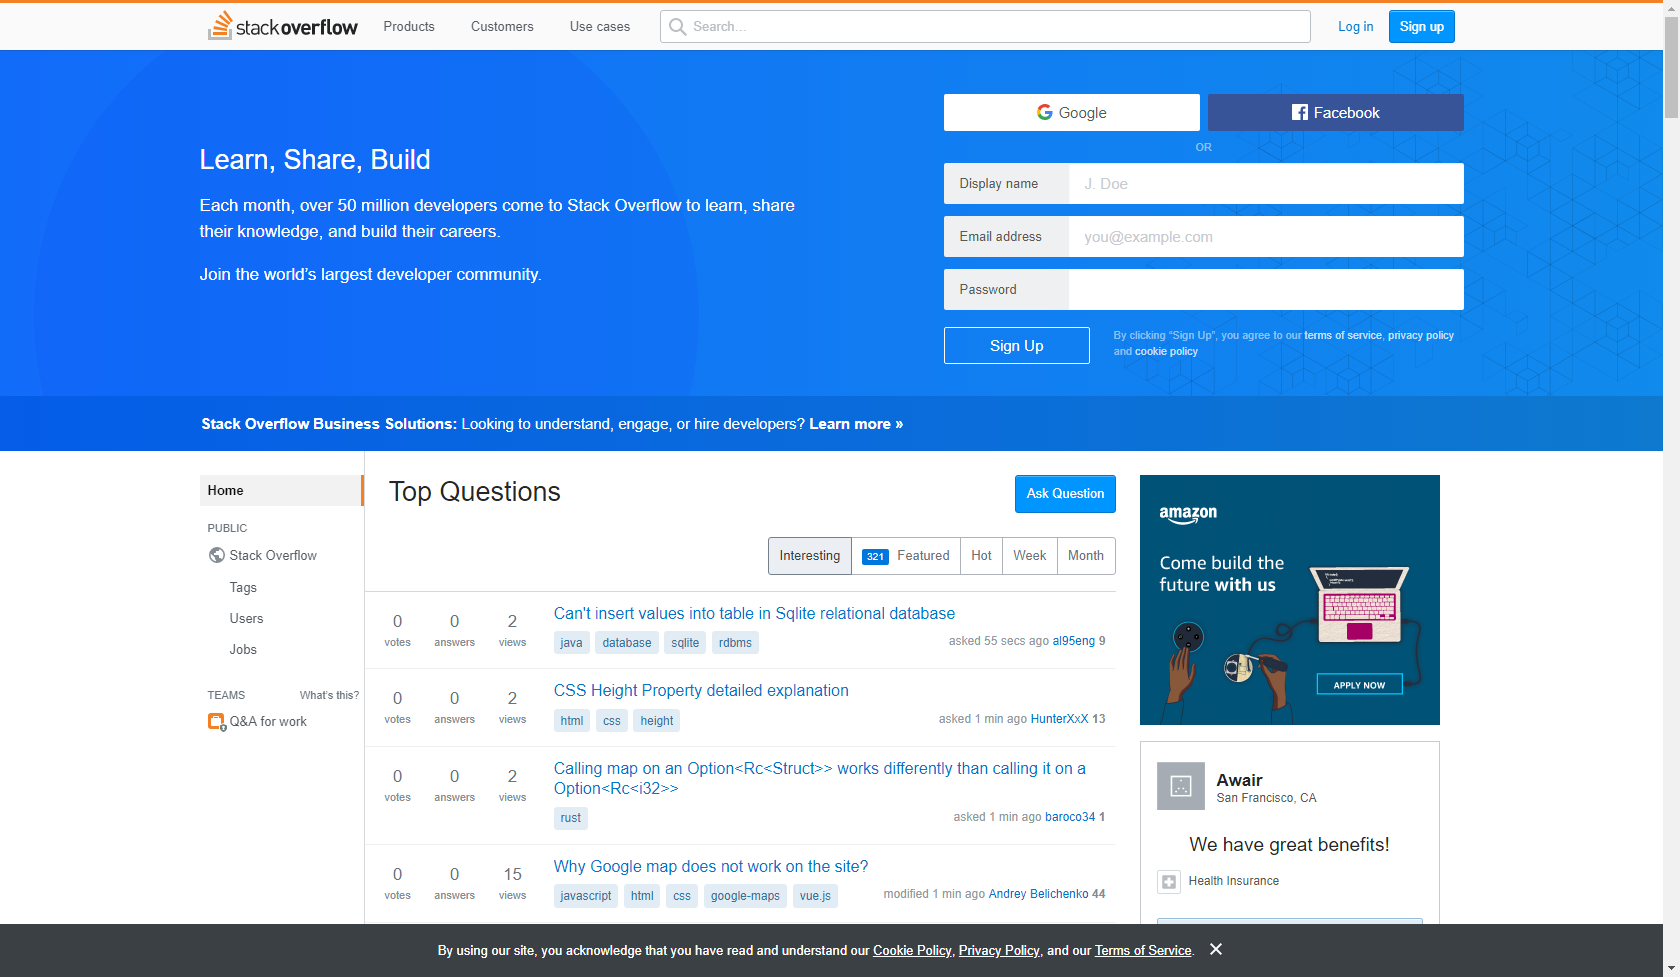 stackoverflow Products Customers Use cases Search... Log in Sign up
Google Facebook
OR
Learn, Share, Build
Each month, over 50 million developers come to Stack Overflow to learn, share
their knowledge, and build their careers.
Join the world's largest developer community.
Display name J. Doe
Email address you@example.com
Password
Sign Up
By clicking "Sign Up", you agree to our terms of service, privacy policy
and cookie policy
Stack Overflow Business Solutions: Looking to understand, engage, or hire developers? Learn more »
Home
PUBLIC
Stack Overflow
Tags
Users
Jobs
TEAMS What's this?
Q&A for work
Top Questions
Ask Question
Interesting 321 Featured Hot Week Month
0 votes 0 answers 2 views
Can't insert values into table in Sqlite relational database
java database sqlite rdbms
asked 55 secs ago al95eng 9
0 votes 0 answers 2 views
CSS Height Property detailed explanation
html css height
asked 1 min ago HunterXxX 13
0 votes 0 answers 2 views
Calling map on an Option<Rc<Struct>> works differently than calling it on a
Option<Rc<i32>>
rust
asked 1 min ago baroco34 1
0 votes 0 answers 15 views
Why Google map does not work on the site?
javascript html css google-maps vue.js
modified 1 min ago Andrey Belichenko 44
amazon
Come build the
future with us
APPLY NOW
Awair
San Francisco, CA
We have great benefits!
Health Insurance
By using our site, you acknowledge that you have read and understand our Cookie Policy, Privacy Policy, and our Terms of Service.